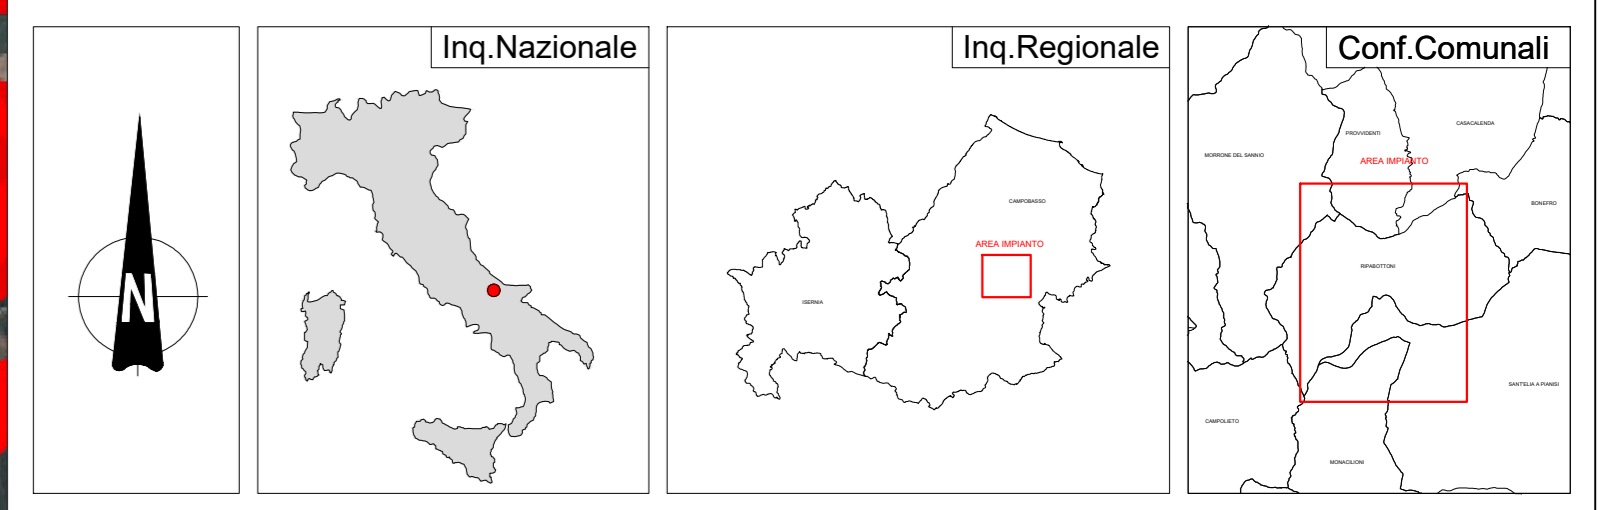 N
Inq.Nazionale
Inq.Regionale
CAMPOBASSO
AREA IMPIANTO
ISERNIA
Conf.Comunali
PROVVIDENTI
CASACALENDA
MORRONE DEL SANNIO
AREA IMPIANTO
BONEFRO
RIPABOTTONI
SANT'ELIA A PIANISI
CAMPOLIETO
MONACILIONI